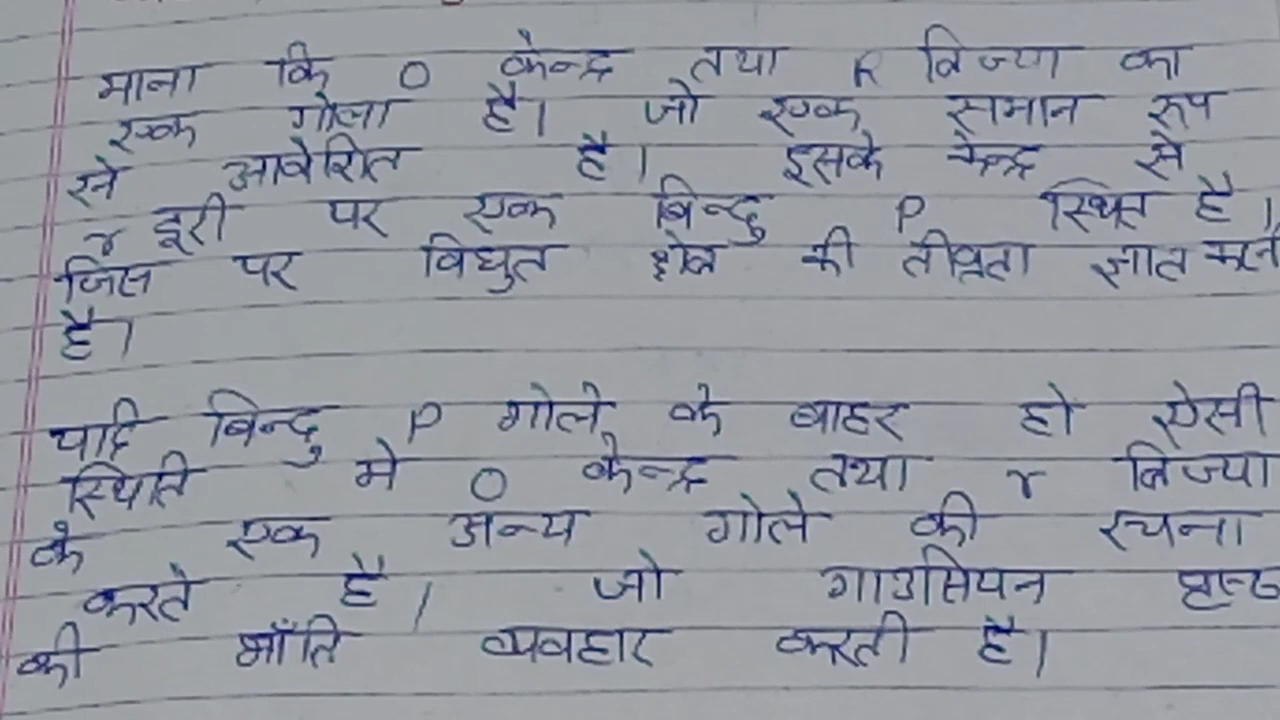 माना कि O केन्द्र तथा R त्रिज्या का
एक गोला है। जो एक समान रूप
से आवेशित है। इसके केन्द्र से
r दूरी पर एक बिन्दु P स्थित है।
जिस पर विधुत क्षेत्र की तीव्रता ज्ञात करने
है।
यदि बिन्दु P गोले के बाहर हो ऐसी
स्थिति मे O केन्द्र तथा r त्रिज्या
के एक अन्य गोले की रचना
करते है। जो गाउसियन पृष्ठ
की भाँति व्यवहार करती है।